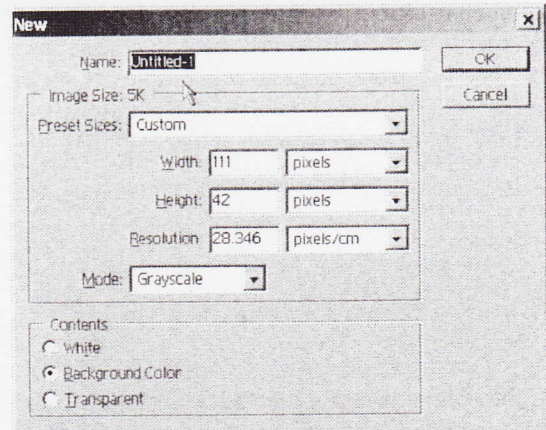 New
Name: Untitled-1
OK
Image Size: 5K
Cancel
Preset Sizes: Custom
Width: 111 pixels
Height: 42 pixels
Resolution 28.346 pixels/cm
Mode: Grayscale
Contents
White
Background Color
Transparent